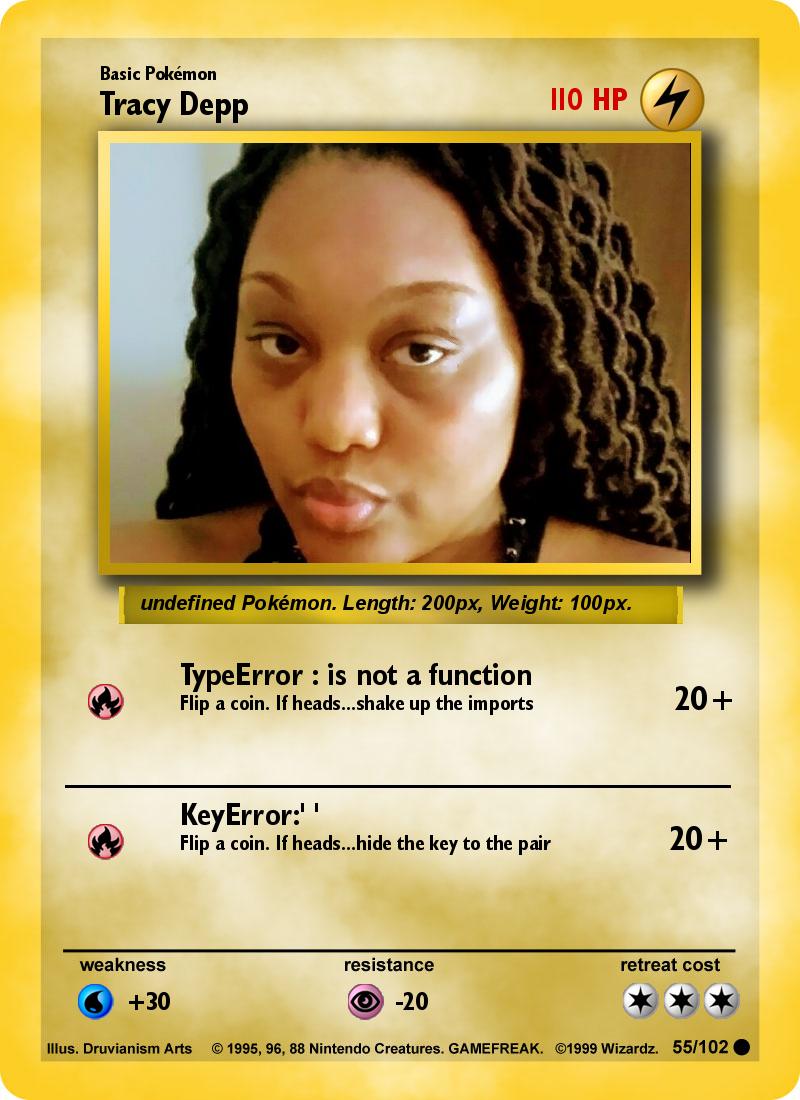 Basic Pokémon
Tracy Depp
110 HP
undefined Pokémon. Length: 200px, Weight: 100px.
TypeError : is not a function
Flip a coin. If heads...shake up the imports
20+
KeyError:' '
Flip a coin. If heads...hide the key to the pair
20+
weakness resistance retreat cost
+30 -20
Illus. Druvianism Arts © 1995, 96, 88 Nintendo Creatures. GAMEFREAK. ©1999 Wizardz. 55/102